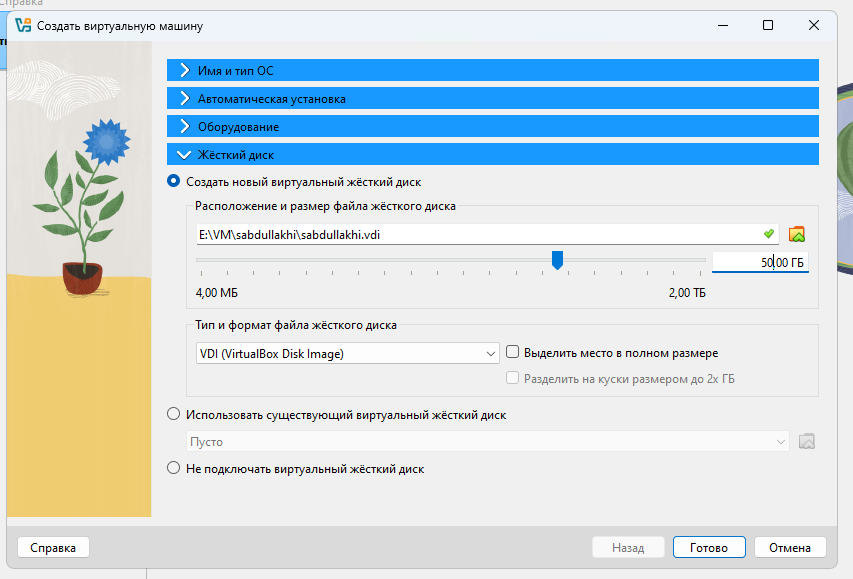 Справка
Создать виртуальную машину
Имя и тип ОС
Автоматическая установка
Оборудование
Жёсткий диск
Создать новый виртуальный жёсткий диск
Расположение и размер файла жёсткого диска
E:\VM\sabdullakhi\sabdullakhi.vdi
50,00 ГБ
4,00 МБ 2,00 ТБ
Тип и формат файла жёсткого диска
VDI (VirtualBox Disk Image) Выделить место в полном размере
Разделить на куски размером до 2х ГБ
Использовать существующий виртуальный жёсткий диск
Пусто
Не подключать виртуальный жёсткий диск
Справка Назад Готово Отмена